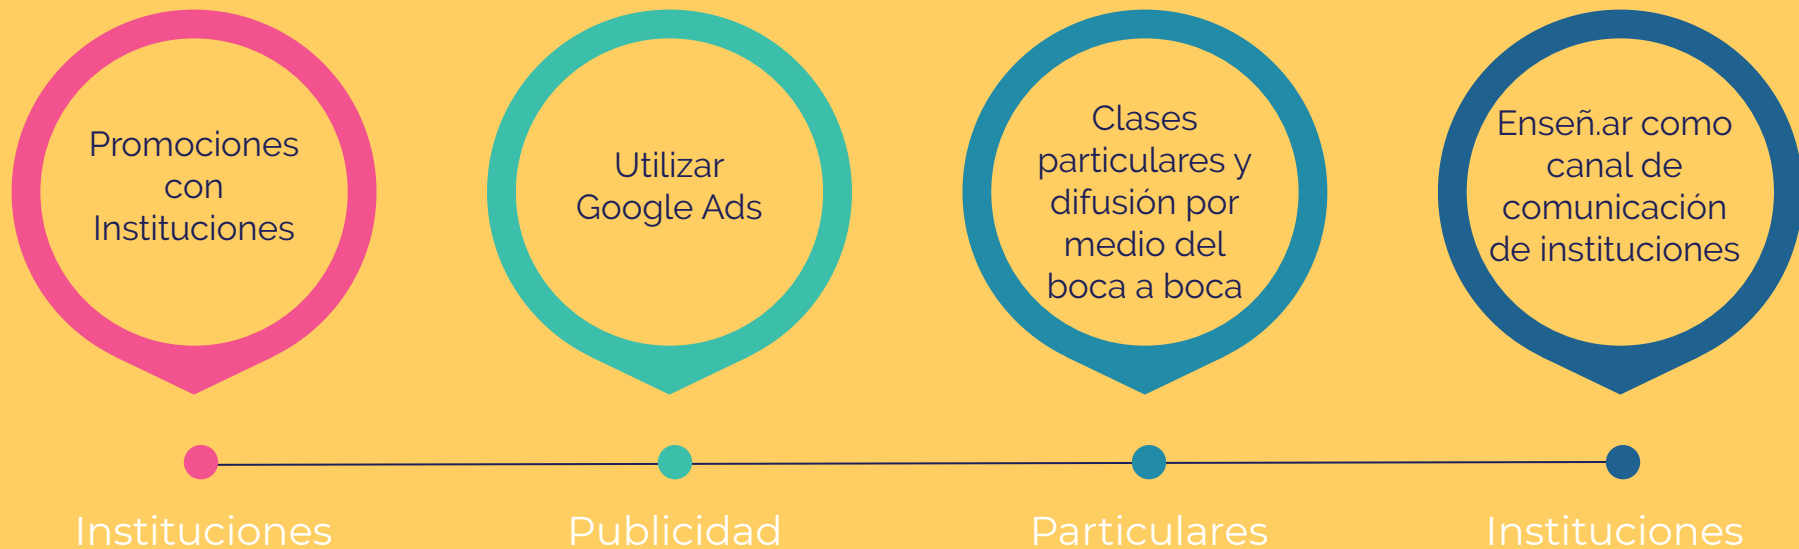 Promociones
con
Instituciones
Utilizar
Google Ads
Clases
particulares y
difusión por
medio del
boca a boca
Enseñ.ar como
canal de
comunicación
de instituciones
Instituciones
Publicidad
Particulares
Instituciones